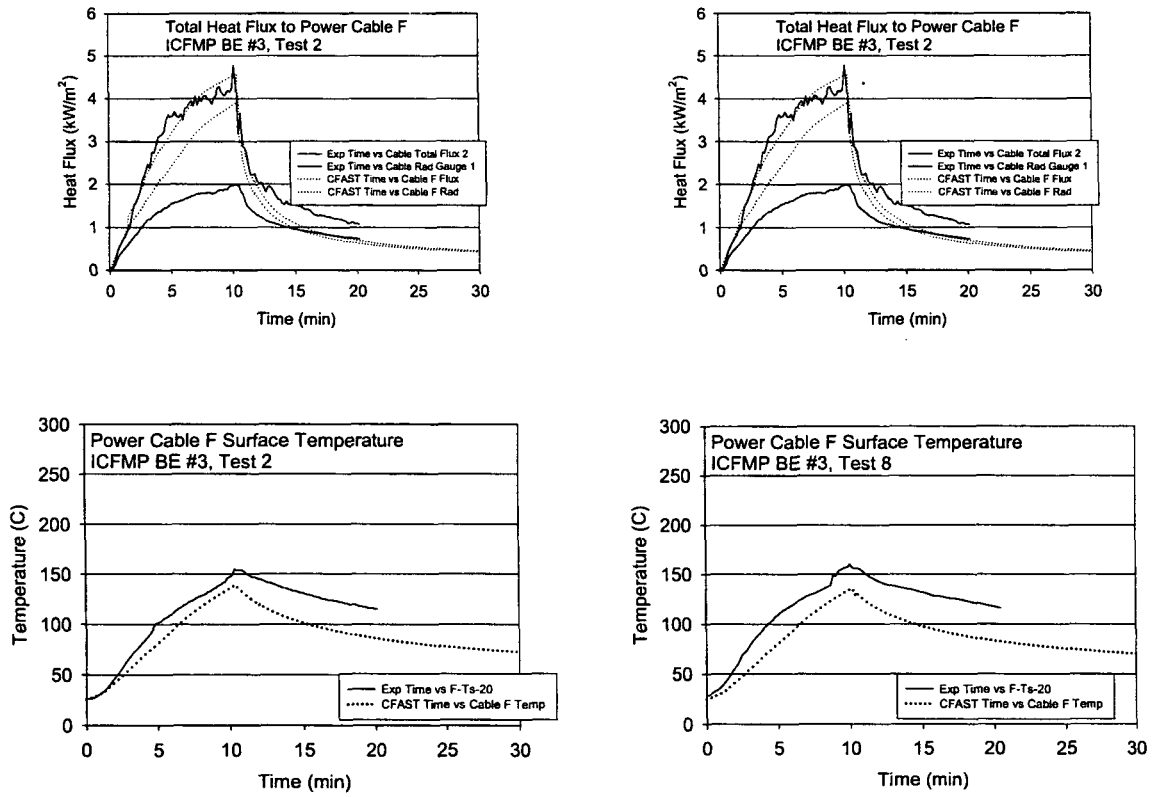 Total Heat Flux to Power Cable F
ICFMP BE #3, Test 2
6
5
4
3
2
1
0
Heat Flux (kW/m²)
Exp Time vs Cable Total Flux 2
Exp Time vs Cable Rad Gauge 1
CFAST Time vs Cable F Flux
CFAST Time vs Cable F Rad
0 5 10 15 20 25 30
Time (min)
Total Heat Flux to Power Cable F
ICFMP BE #3, Test 2
6
5
4
3
2
1
0
Heat Flux (kW/m²)
Exp Time vs Cable Total Flux 2
Exp Time vs Cable Rad Gauge 1
CFAST Time vs Cable F Flux
CFAST Time vs Cable F Rad
0 5 10 15 20 25 30
Time (min)
Power Cable F Surface Temperature
ICFMP BE #3, Test 2
300
250
200
150
100
50
0
Temperature (C)
Exp Time vs F-Ts-20
CFAST Time vs Cable F Temp
0 5 10 15 20 25 30
Time (min)
Power Cable F Surface Temperature
ICFMP BE #3, Test 8
300
250
200
150
100
50
0
Temperature (C)
Exp Time vs F-Ts-20
CFAST Time vs Cable F Temp
0 5 10 15 20 25 30
Time (min)